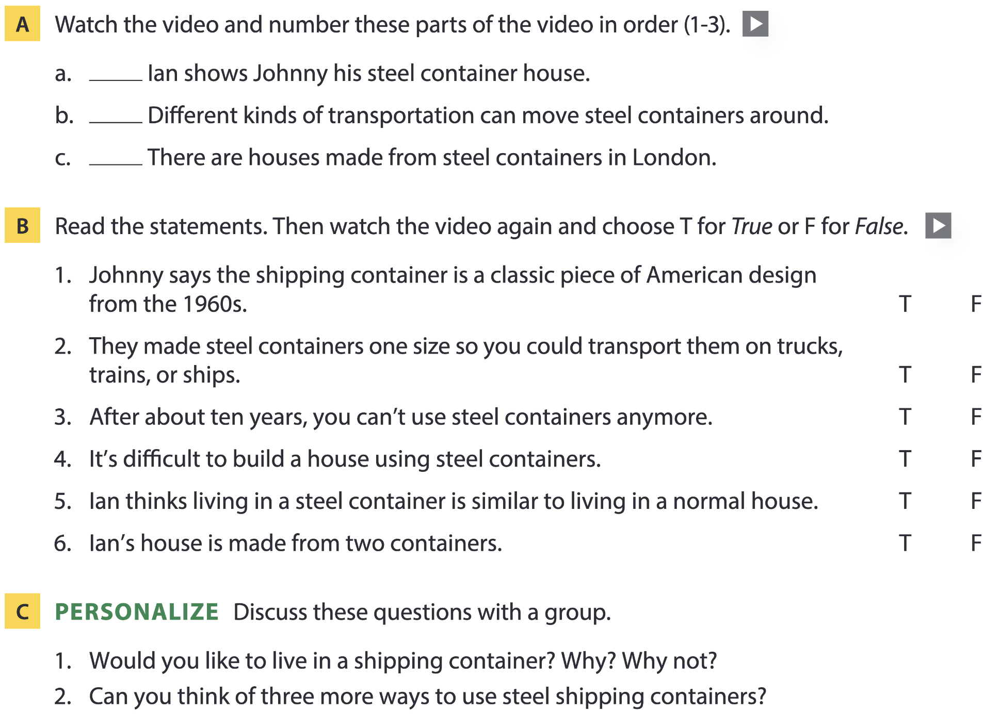 A Watch the video and number these parts of the video in order (1-3).
a. _____ Ian shows Johnny his steel container house.
b. _____ Different kinds of transportation can move steel containers around.
c. _____ There are houses made from steel containers in London.
B Read the statements. Then watch the video again and choose T for True or F for False.
1. Johnny says the shipping container is a classic piece of American design
from the 1960s. T F
2. They made steel containers one size so you could transport them on trucks,
trains, or ships. T F
3. After about ten years, you can’t use steel containers anymore. T F
4. It’s difficult to build a house using steel containers. T F
5. Ian thinks living in a steel container is similar to living in a normal house. T F
6. Ian’s house is made from two containers. T F
C PERSONALIZE Discuss these questions with a group.
1. Would you like to live in a shipping container? Why? Why not?
2. Can you think of three more ways to use steel shipping containers?